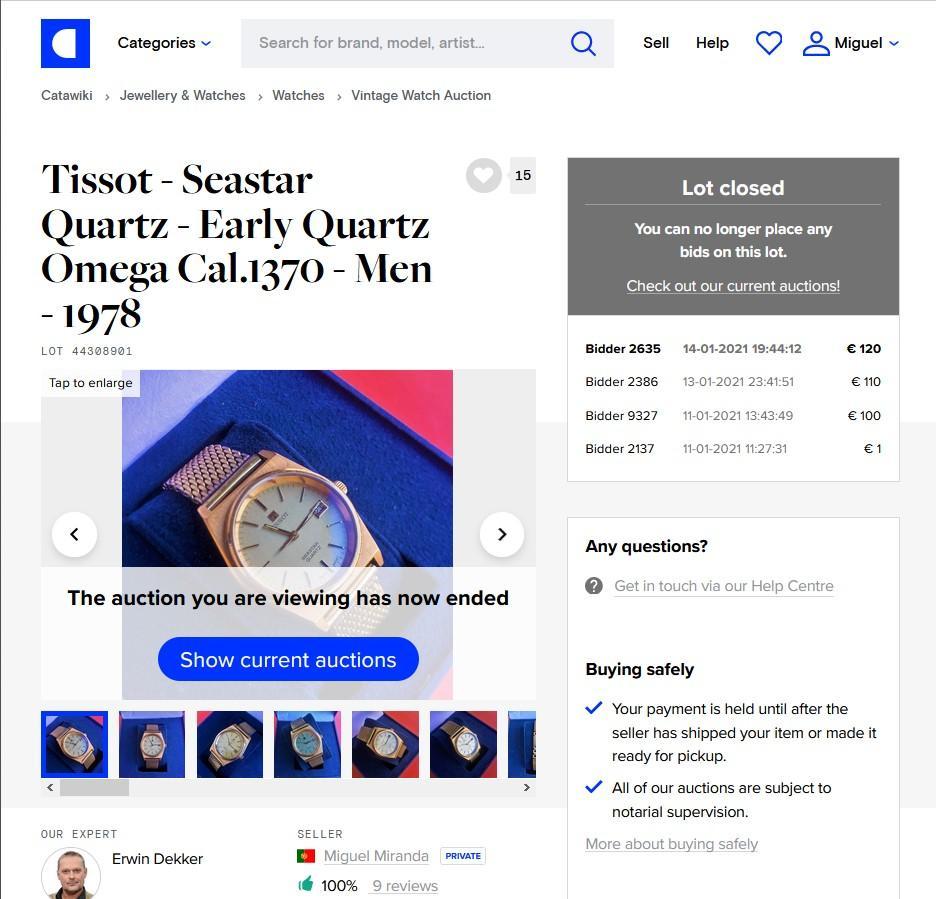 Categories
Search for brand, model, artist...
Sell
Help
Miguel
Catawiki › Jewellery & Watches › Watches › Vintage Watch Auction
Tissot - Seastar
Quartz - Early Quartz
Omega Cal.1370 - Men
- 1978
15
LOT 44308901
Tap to enlarge
TISSOT
SEASTAR
QUARTZ
The auction you are viewing has now ended
Show current auctions
OUR EXPERT
Erwin Dekker
SELLER
Miguel Miranda PRIVATE
100% 9 reviews
Lot closed
You can no longer place any
bids on this lot.
Check out our current auctions!
Bidder 2635 14-01-2021 19:44:12 € 120
Bidder 2386 13-01-2021 23:41:51 € 110
Bidder 9327 11-01-2021 13:43:49 € 100
Bidder 2137 11-01-2021 11:27:31 € 1
Any questions?
Get in touch via our Help Centre
Buying safely
Your payment is held until after the
seller has shipped your item or made it
ready for pickup.
All of our auctions are subject to
notarial supervision.
More about buying safely